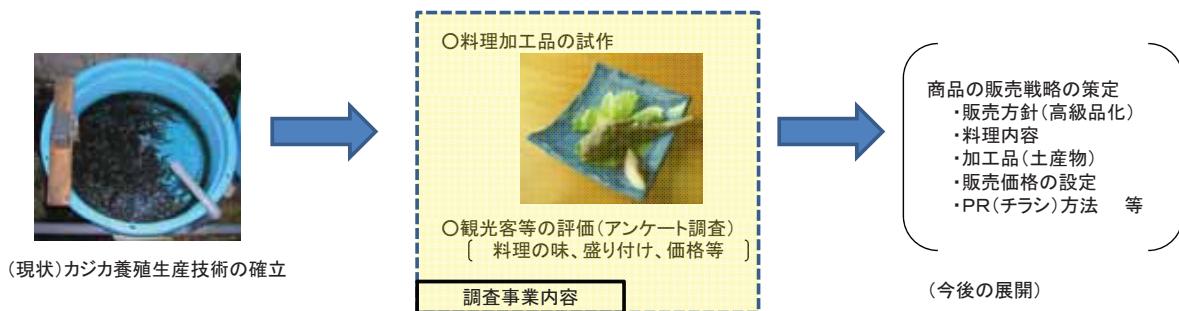 (現状)カジカ養殖生産技術の確立
○料理加工品の試作
○観光客等の評価(アンケート調査)
〔 料理の味、盛り付け、価格等 〕
調査事業内容
商品の販売戦略の策定
・販売方針(高級品化)
・料理内容
・加工品(土産物)
・販売価格の設定
・PR(チラシ)方法 等
(今後の展開)